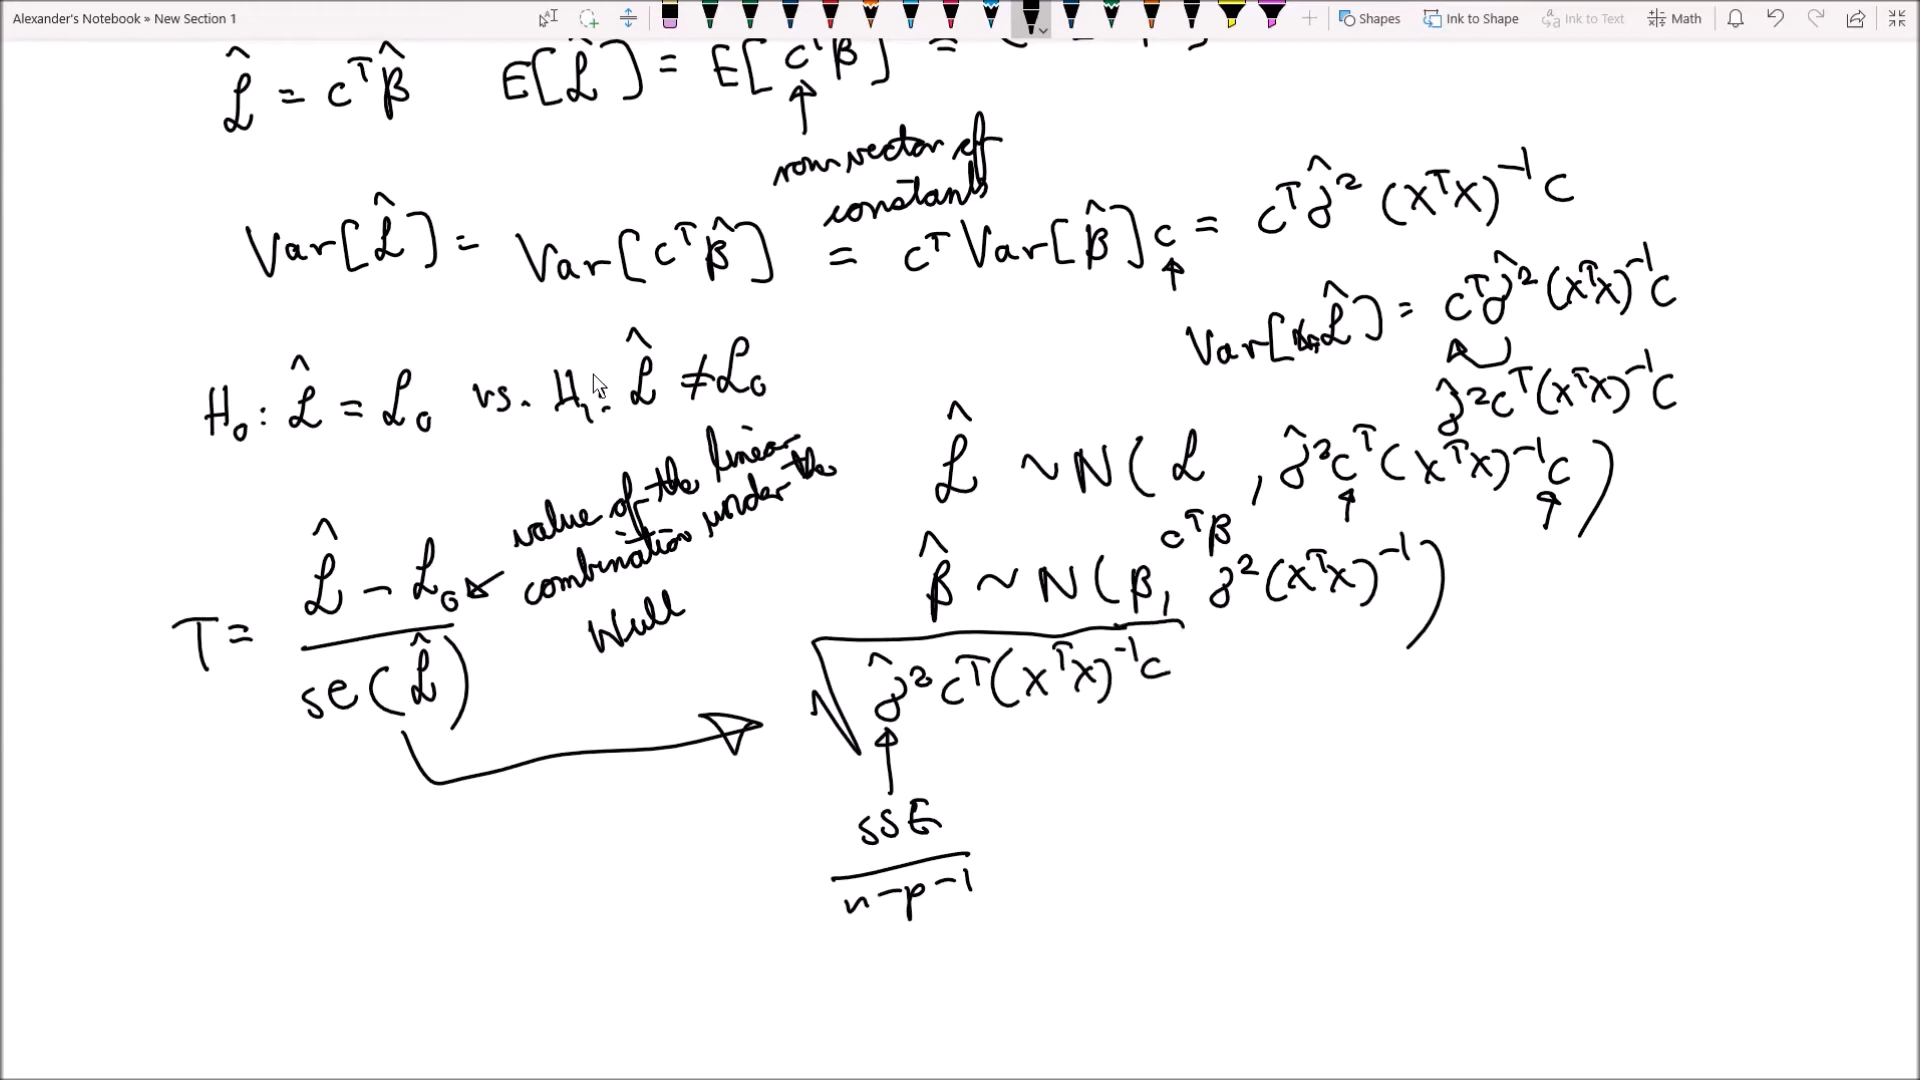 Alexander's Notebook » New Section 1
Shapes Ink to Shape Ink to Text Math
L̂ = cᵀβ̂ E[L̂] = E[cᵀβ̂] =
row vector of
constants
Var[L̂] = Var[cᵀβ̂] = cᵀVar[β̂]c = cᵀσ̂²(XᵀX)⁻¹c
Var[L̂] = cᵀσ̂²(XᵀX)⁻¹c
σ̂²cᵀ(XᵀX)⁻¹c
H₀: L̂ = L₀ vs. H₁: L̂ ≠ L₀
L̂ ~ N(L, σ̂²cᵀ(XᵀX)⁻¹c)
cᵀβ
value of the linear
combination under the
Null
β̂ ~ N(β, σ²(XᵀX)⁻¹)
T = (L̂ - L₀) / se(L̂)
√σ̂²cᵀ(XᵀX)⁻¹c
SSE
n-p-1